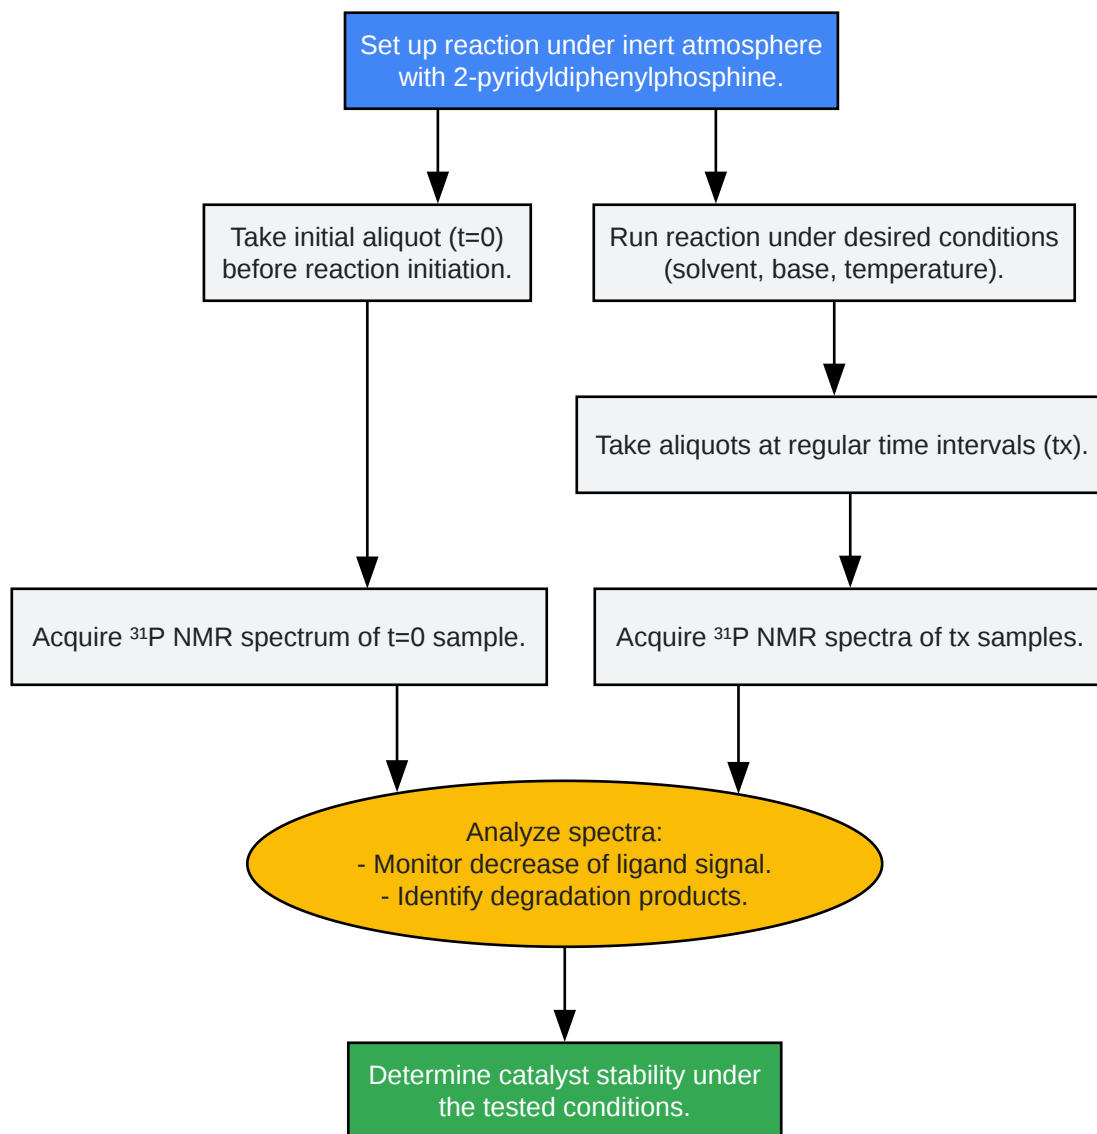 Set up reaction under inert atmosphere
with 2-pyridyldiphenylphosphine.
Take initial aliquot (t=0)
before reaction initiation.
Run reaction under desired conditions
(solvent, base, temperature).
Take aliquots at regular time intervals (tx).
Acquire ³¹P NMR spectrum of t=0 sample.
Acquire ³¹P NMR spectra of tx samples.
Analyze spectra:
- Monitor decrease of ligand signal.
- Identify degradation products.
Determine catalyst stability under
the tested conditions.